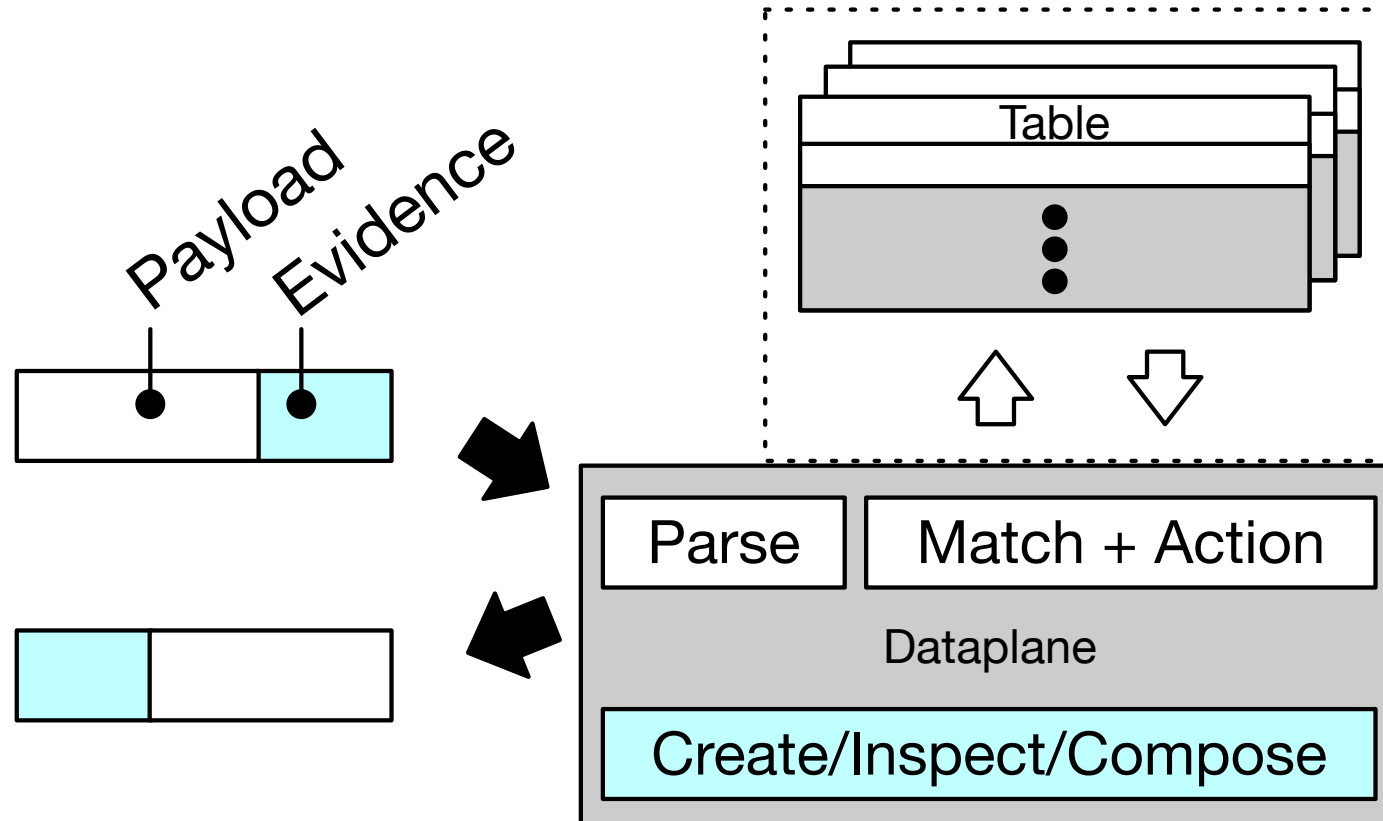 Payload
Evidence
Table
Parse
Match + Action
Dataplane
Create/Inspect/Compose